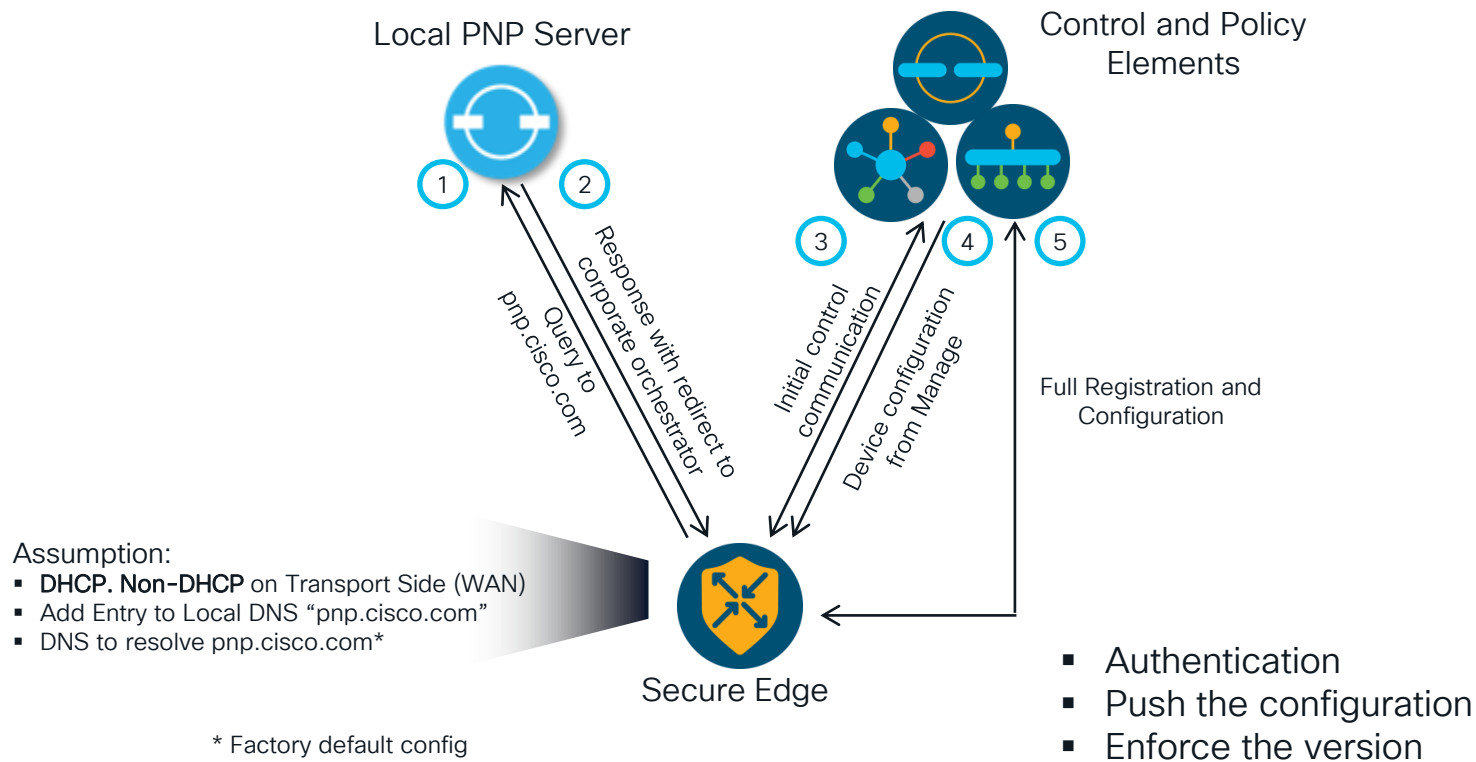 Local PNP Server
Control and Policy
Elements
1
2
3
4
5
Query to
pnp.cisco.com
Response with redirect to
corporate orchestrator
Initial control
communication
Device configuration
from Manage
Full Registration and
Configuration
Assumption:
▪ DHCP. Non-DHCP on Transport Side (WAN)
▪ Add Entry to Local DNS “pnp.cisco.com”
▪ DNS to resolve pnp.cisco.com*
Secure Edge
* Factory default config
▪ Authentication
▪ Push the configuration
▪ Enforce the version